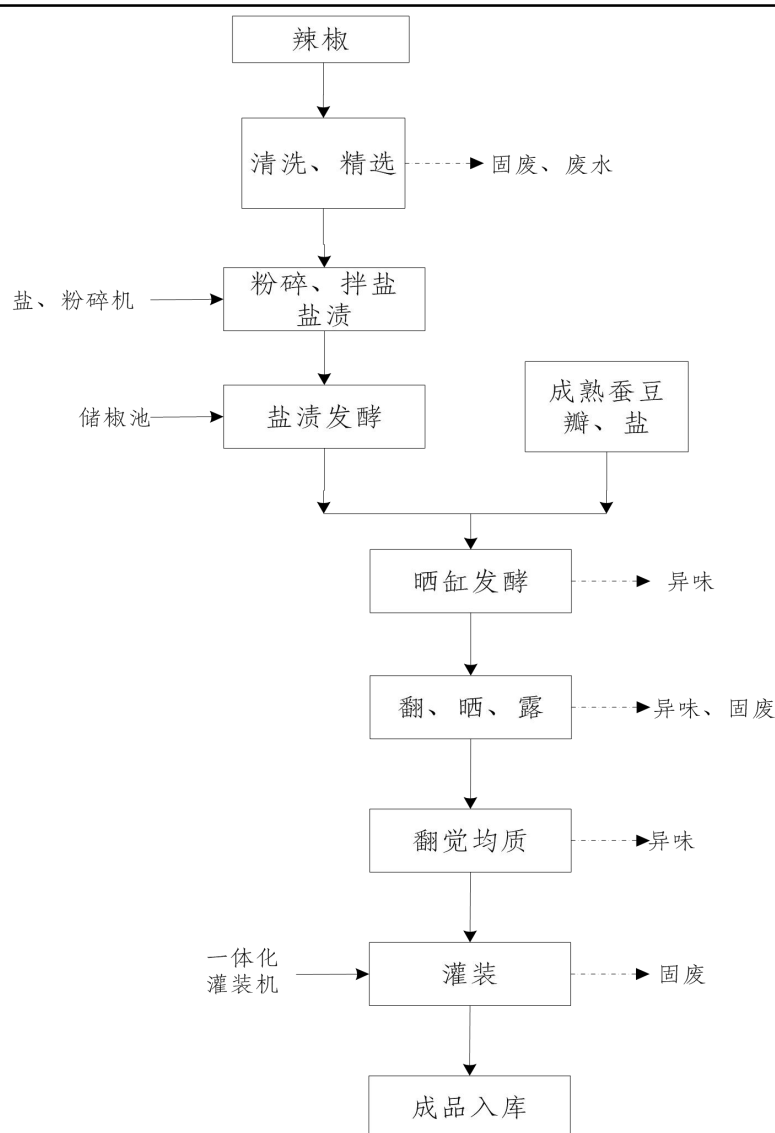 辣椒
清洗、精选
固废、废水
盐、粉碎机
粉碎、拌盐
盐渍
储椒池
盐渍发酵
成熟蚕豆
瓣、盐
晒缸发酵
异味
翻、晒、露
异味、固废
翻觉均质
异味
一体化
灌装机
灌装
固废
成品入库